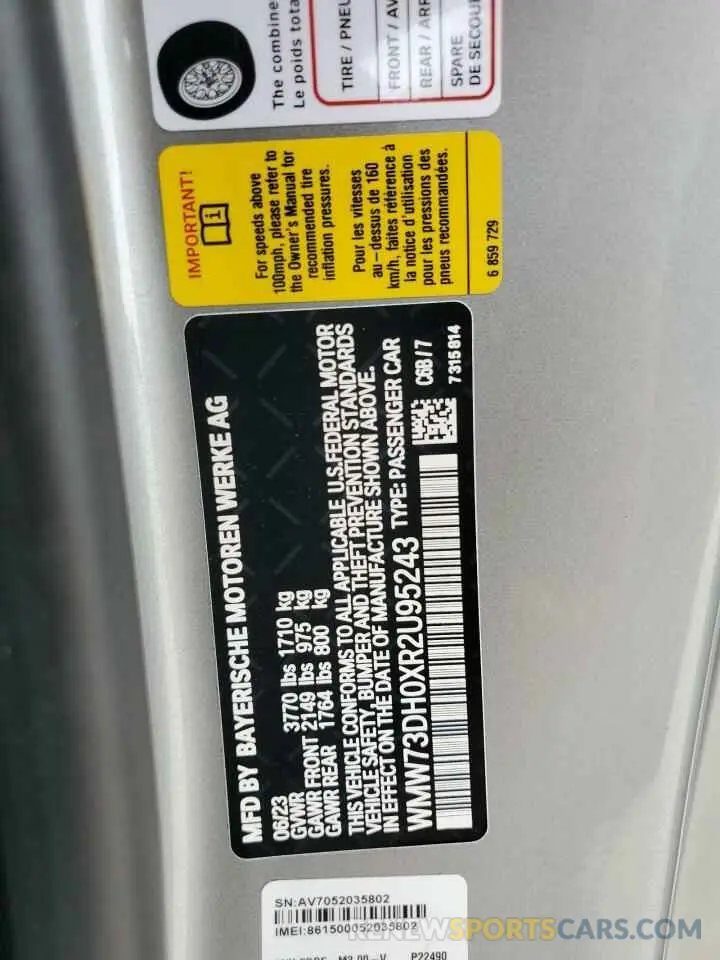 The combine
Le poids tota
TIRE / PNEU
FRONT / AV
REAR / ARR
SPARE
DE SECOU
IMPORTANT!
For speeds above
100mph, please refer to
the Owner's Manual for
recommended tire
inflation pressures.
Pour les vitesses
au-dessus de 160
km/h, faites référence à
la notice d'utilisation
pour les pressions des
pneus recommandées.
6 859 729
MFD BY BAYERISCHE MOTOREN WERKE AG
06/23
GVWR 3770 lbs 1710 kg
GAWR FRONT 2149 lbs 975 kg
GAWR REAR 1764 lbs 800 kg
THIS VEHICLE CONFORMS TO ALL APPLICABLE U.S.FEDERAL MOTOR
VEHICLE SAFETY, BUMPER AND THEFT PREVENTION STANDARDS
IN EFFECT ON THE DATE OF MANUFACTURE SHOWN ABOVE.
WMW73DH0XR2U95243 TYPE: PASSENGER CAR
C6B / 7
7315814
SN:AV7052035802
IMEI:861500052035802
M3.00-V P22490
RENEWSPORTSCARS.COM